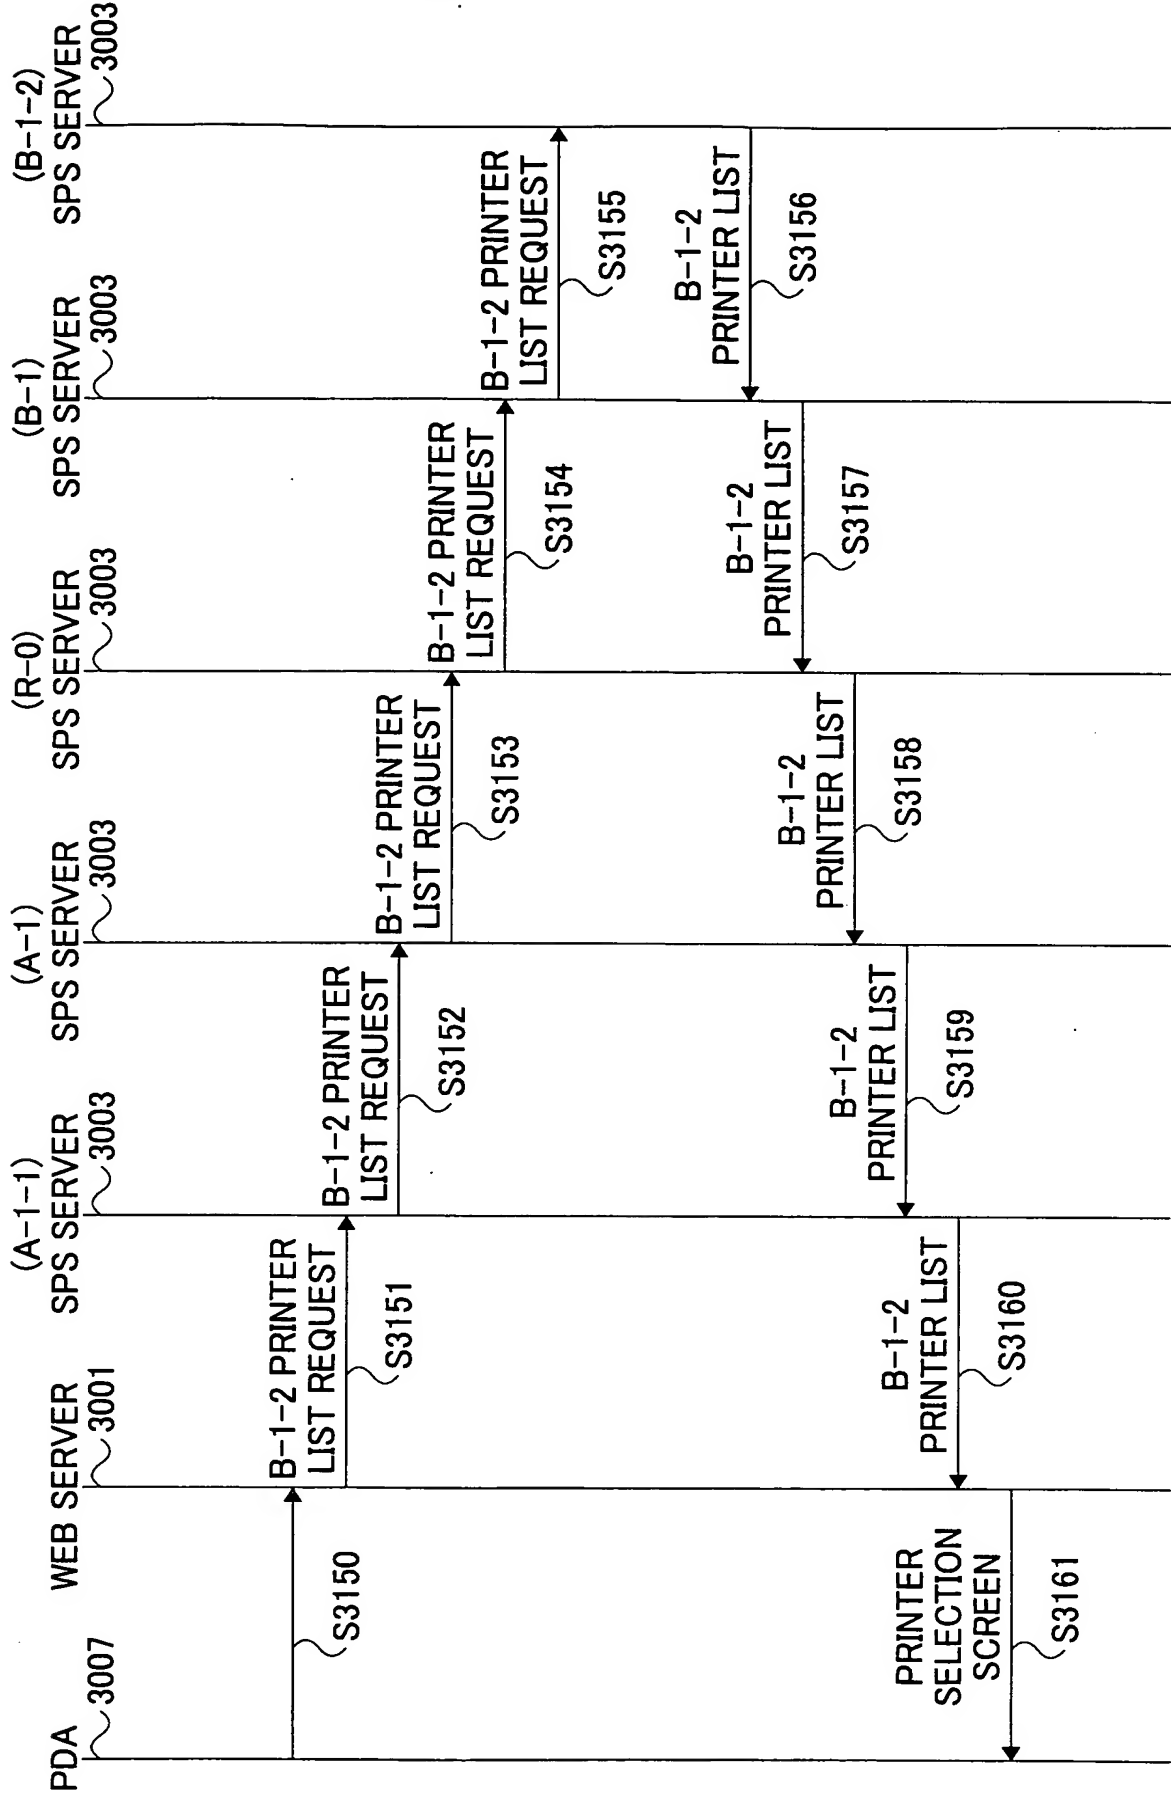 PDA
3007
WEB SERVER
3001
(A-1-1)
SPS SERVER
3003
(A-1)
SPS SERVER
3003
(R-0)
SPS SERVER
3003
(B-1)
SPS SERVER
3003
(B-1-2)
SPS SERVER
3003
S3150
B-1-2 PRINTER
LIST REQUEST
S3151
B-1-2 PRINTER
LIST REQUEST
S3152
B-1-2 PRINTER
LIST REQUEST
S3153
B-1-2 PRINTER
LIST REQUEST
S3154
B-1-2 PRINTER
LIST REQUEST
S3155
B-1-2
PRINTER LIST
S3156
B-1-2
PRINTER LIST
S3157
B-1-2
PRINTER LIST
S3158
B-1-2
PRINTER LIST
S3159
B-1-2
PRINTER LIST
S3160
PRINTER
SELECTION
SCREEN
S3161